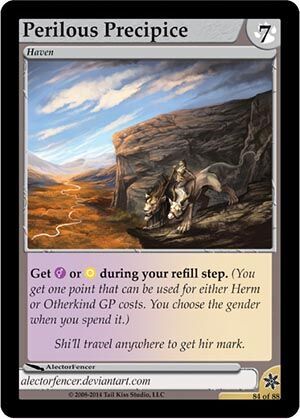 Perilous Precipice 7
Haven
Get or during your refill step. (You
get one point that can be used for either Herm
or Otherkind GP costs. You choose the gender
when you spend it.)
Shi'll travel anywhere to get hir mark.
AlectorFencer
alectorfencer.deviantart.com
84 of 88
© 2008-2014 Tail Kiss Studio, LLC